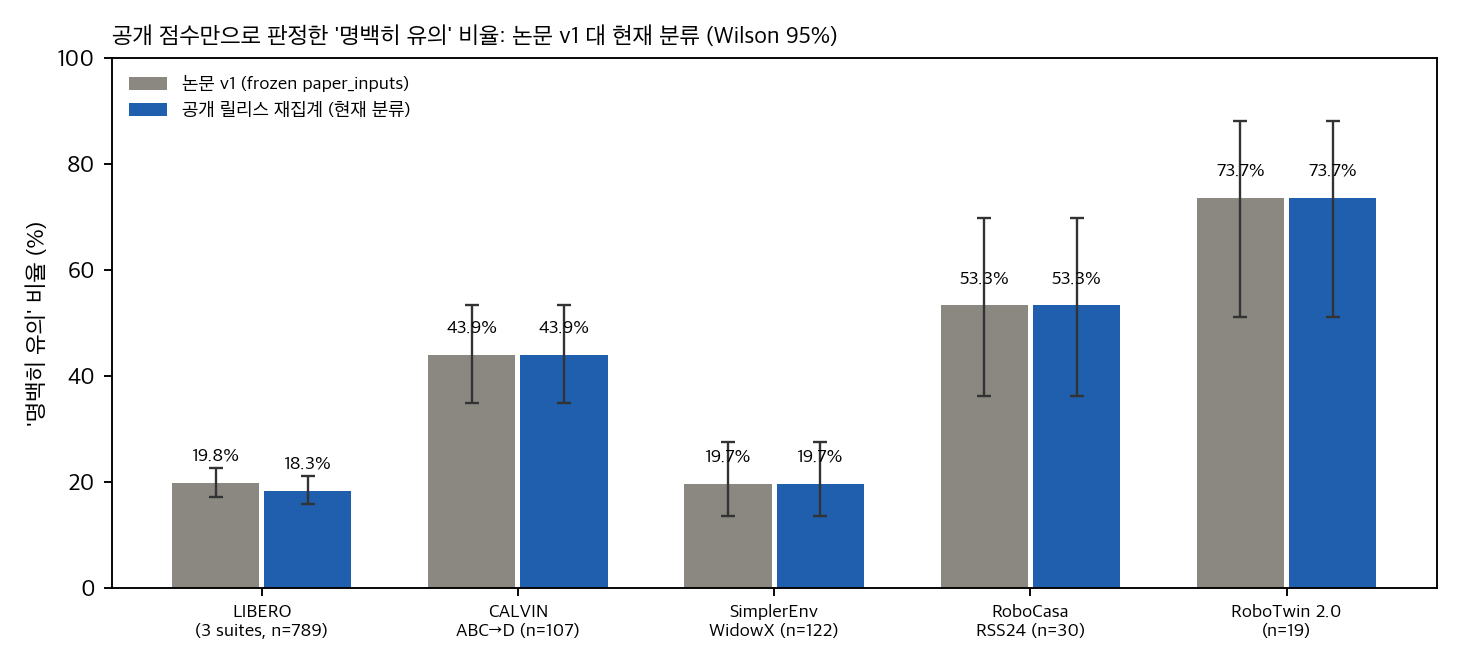 공개 점수만으로 판정한 '명백히 유의' 비율: 논문 v1 대 현재 분류 (Wilson 95%)
논문 v1 (frozen paper_inputs)
공개 릴리스 재집계 (현재 분류)
'명백히 유의' 비율 (%)
100
80
60
40
20
0
19.8%
18.3%
43.9%
43.9%
19.7%
19.7%
53.3%
53.3%
73.7%
73.7%
LIBERO
(3 suites, n=789)
CALVIN
ABC→D (n=107)
SimplerEnv
WidowX (n=122)
RoboCasa
RSS24 (n=30)
RoboTwin 2.0
(n=19)